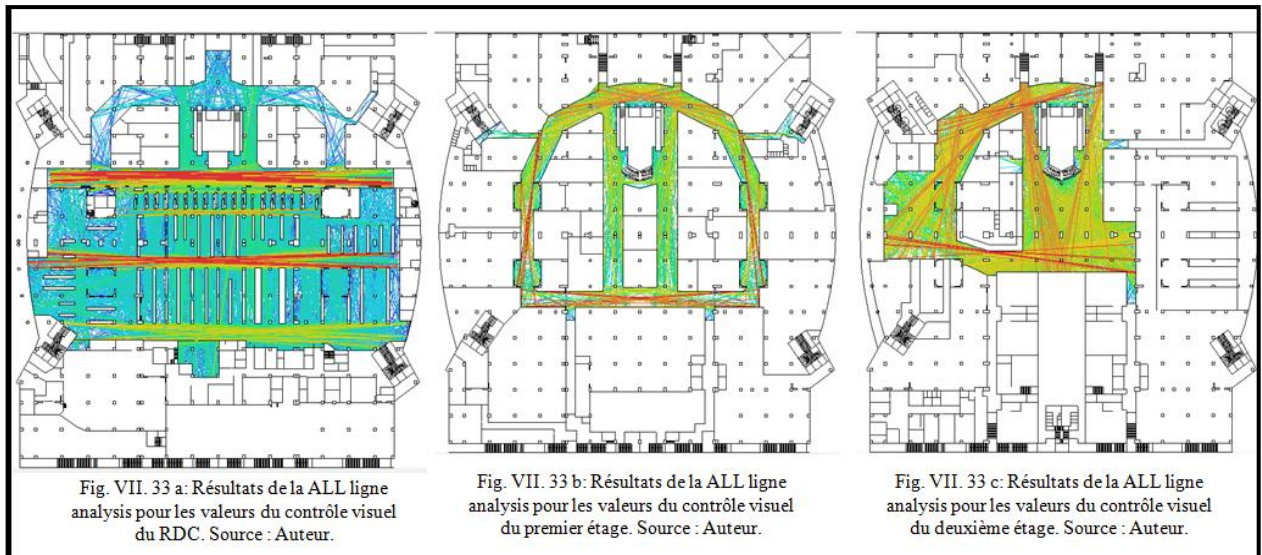 Fig. VII. 33 a: Résultats de la ALL ligne
analysis pour les valeurs du contrôle visuel
du RDC. Source : Auteur.
Fig. VII. 33 b: Résultats de la ALL ligne
analysis pour les valeurs du contrôle visuel
du premier étage. Source : Auteur.
Fig. VII. 33 c: Résultats de la ALL ligne
analysis pour les valeurs du contrôle visuel
du deuxième étage. Source : Auteur.